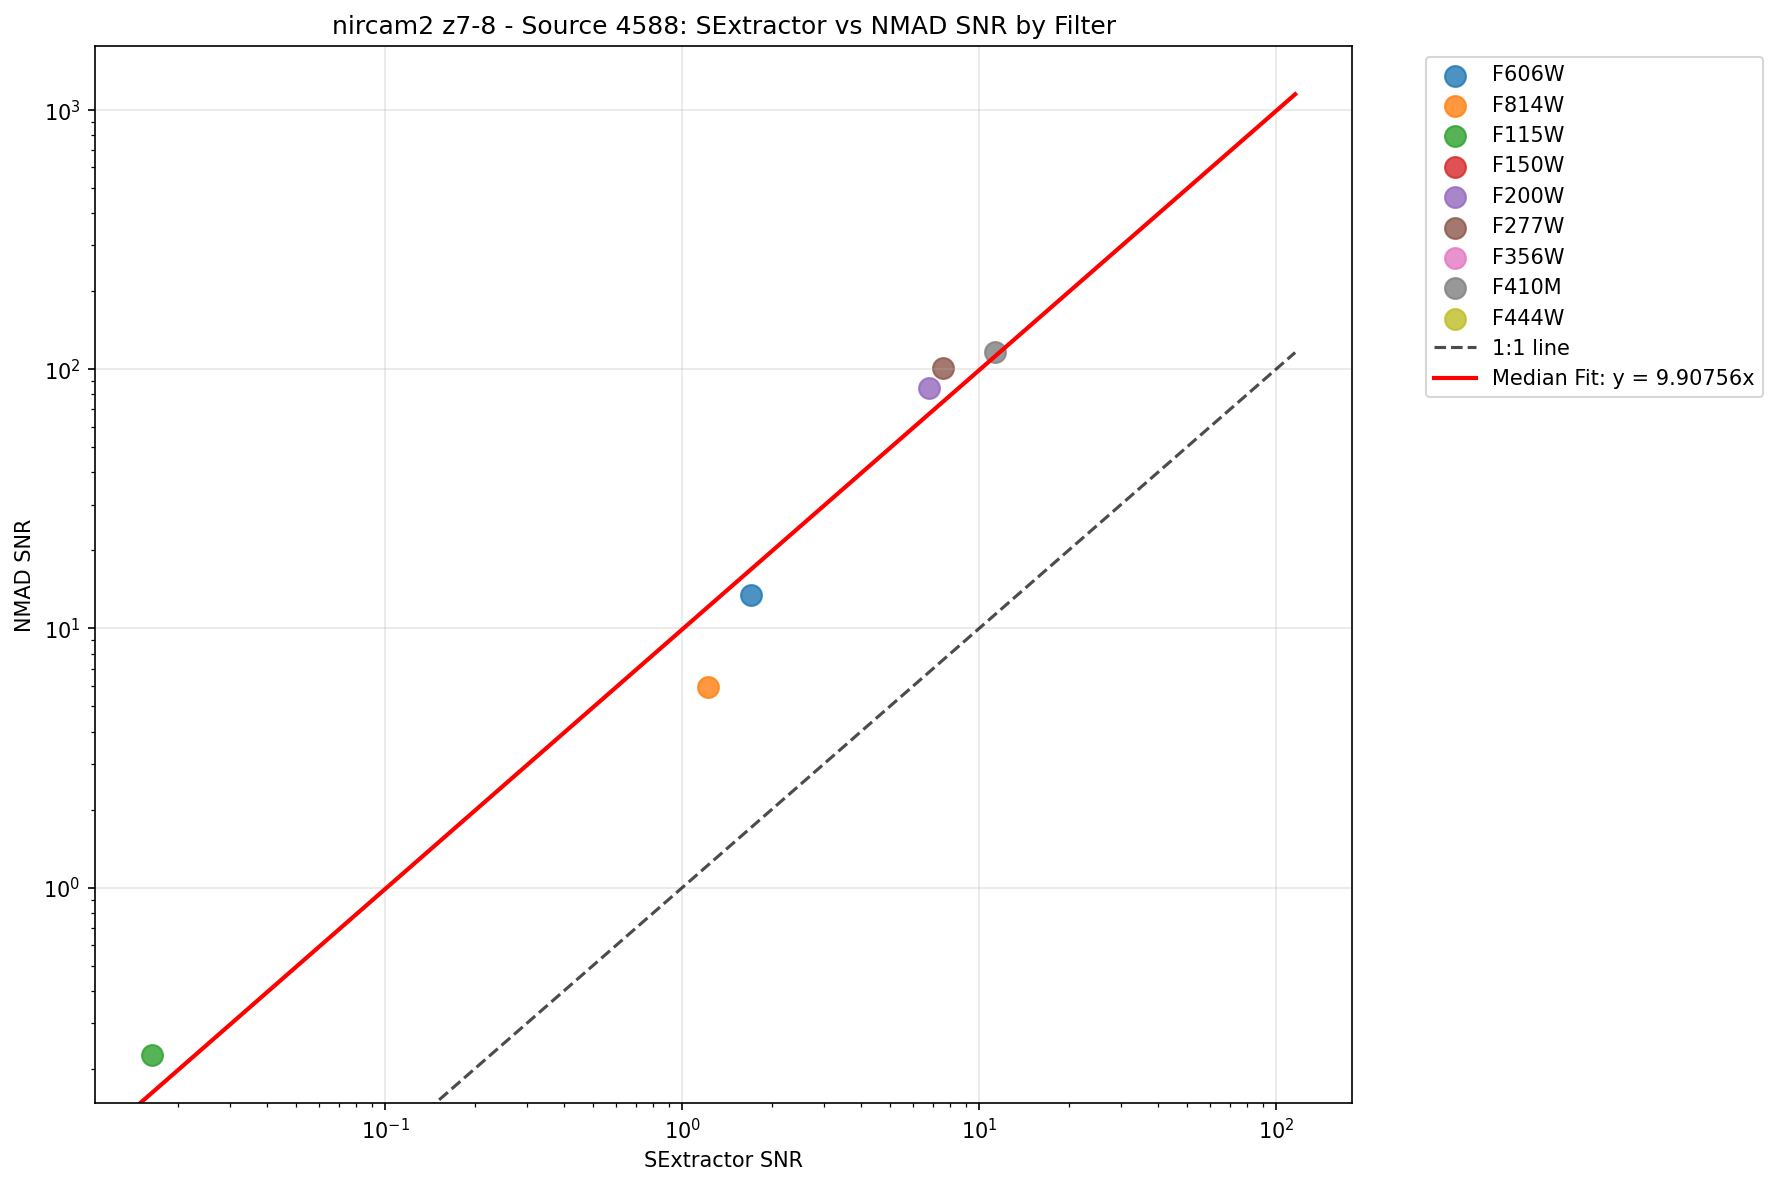 nircam2 z7-8 - Source 4588: SExtractor vs NMAD SNR by Filter
NMAD SNR
10³
10²
10¹
10⁰
10⁻¹
10⁰
10¹
10²
SExtractor SNR
F606W
F814W
F115W
F150W
F200W
F277W
F356W
F410M
F444W
1:1 line
Median Fit: y = 9.90756x